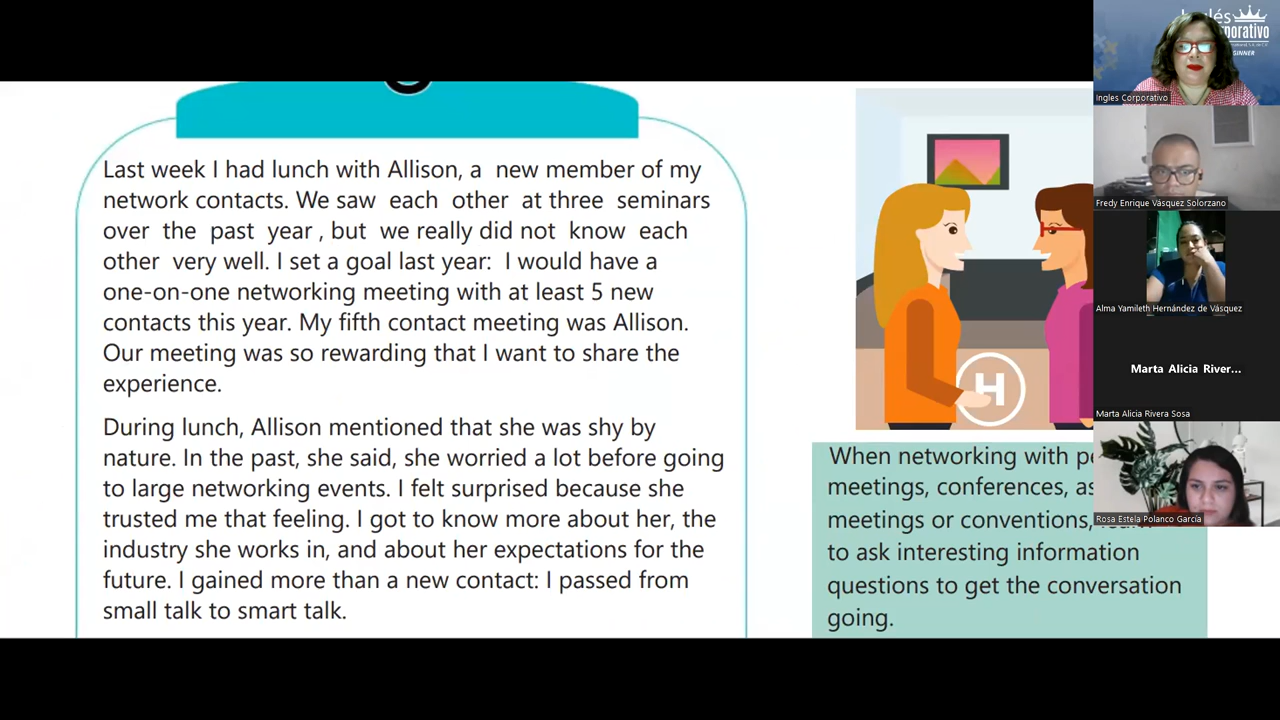 Last week I had lunch with Allison, a new member of my
network contacts. We saw each other at three seminars
over the past year , but we really did not know each
other very well. I set a goal last year: I would have a
one-on-one networking meeting with at least 5 new
contacts this year. My fifth contact meeting was Allison.
Our meeting was so rewarding that I want to share the
experience.
During lunch, Allison mentioned that she was shy by
nature. In the past, she said, she worried a lot before going
to large networking events. I felt surprised because she
trusted me that feeling. I got to know more about her, the
industry she works in, and about her expectations for the
future. I gained more than a new contact: I passed from
small talk to smart talk.
H
When networking with
meetings, conferences,
meetings or conventions,
to ask interesting information
questions to get the conversation
going.
Ingles Corporativo
Fredy Enrique Vásquez Solorzano
Alma Yamileth Hernández de Vásquez
Marta Alicia River...
Marta Alicia Rivera Sosa
Rosa Estela Polanco García